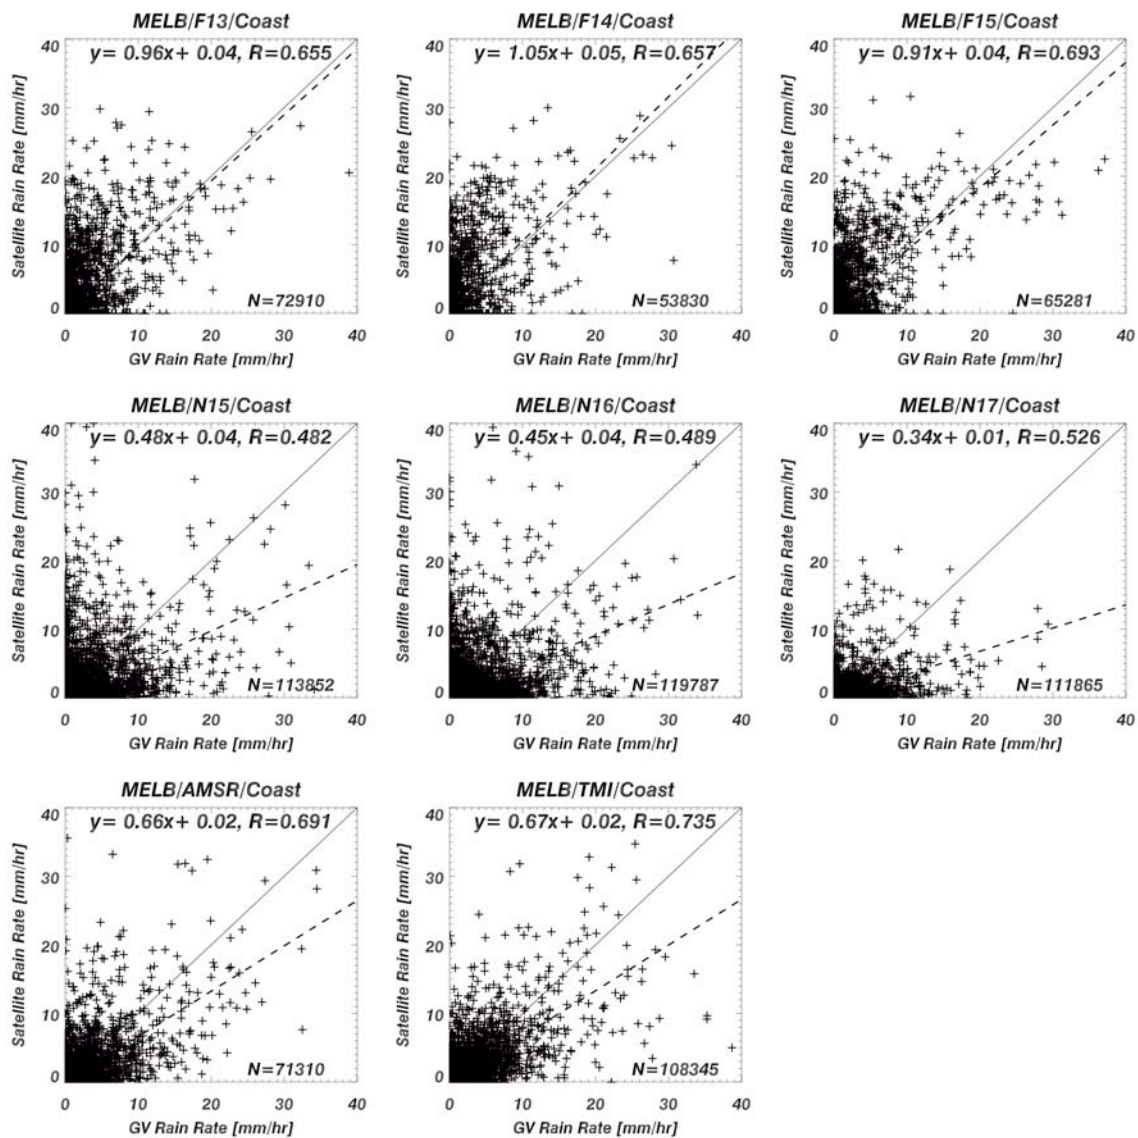 MELB/F13/Coast
y= 0.96x+ 0.04, R=0.655
Satellite Rain Rate [mm/hr]
40
30
20
10
0
N=72910
0 10 20 30 40
GV Rain Rate [mm/hr]
MELB/F14/Coast
y= 1.05x+ 0.05, R=0.657
Satellite Rain Rate [mm/hr]
40
30
20
10
0
N=53830
0 10 20 30 40
GV Rain Rate [mm/hr]
MELB/F15/Coast
y= 0.91x+ 0.04, R=0.693
Satellite Rain Rate [mm/hr]
40
30
20
10
0
N=65281
0 10 20 30 40
GV Rain Rate [mm/hr]
MELB/N15/Coast
y= 0.48x+ 0.04, R=0.482
Satellite Rain Rate [mm/hr]
40
30
20
10
0
N=113852
0 10 20 30 40
GV Rain Rate [mm/hr]
MELB/N16/Coast
y= 0.45x+ 0.04, R=0.489
Satellite Rain Rate [mm/hr]
40
30
20
10
0
N=119787
0 10 20 30 40
GV Rain Rate [mm/hr]
MELB/N17/Coast
y= 0.34x+ 0.01, R=0.526
Satellite Rain Rate [mm/hr]
40
30
20
10
0
N=111865
0 10 20 30 40
GV Rain Rate [mm/hr]
MELB/AMSR/Coast
y= 0.66x+ 0.02, R=0.691
Satellite Rain Rate [mm/hr]
40
30
20
10
0
N=71310
0 10 20 30 40
GV Rain Rate [mm/hr]
MELB/TMI/Coast
y= 0.67x+ 0.02, R=0.735
Satellite Rain Rate [mm/hr]
40
30
20
10
0
N=108345
0 10 20 30 40
GV Rain Rate [mm/hr]